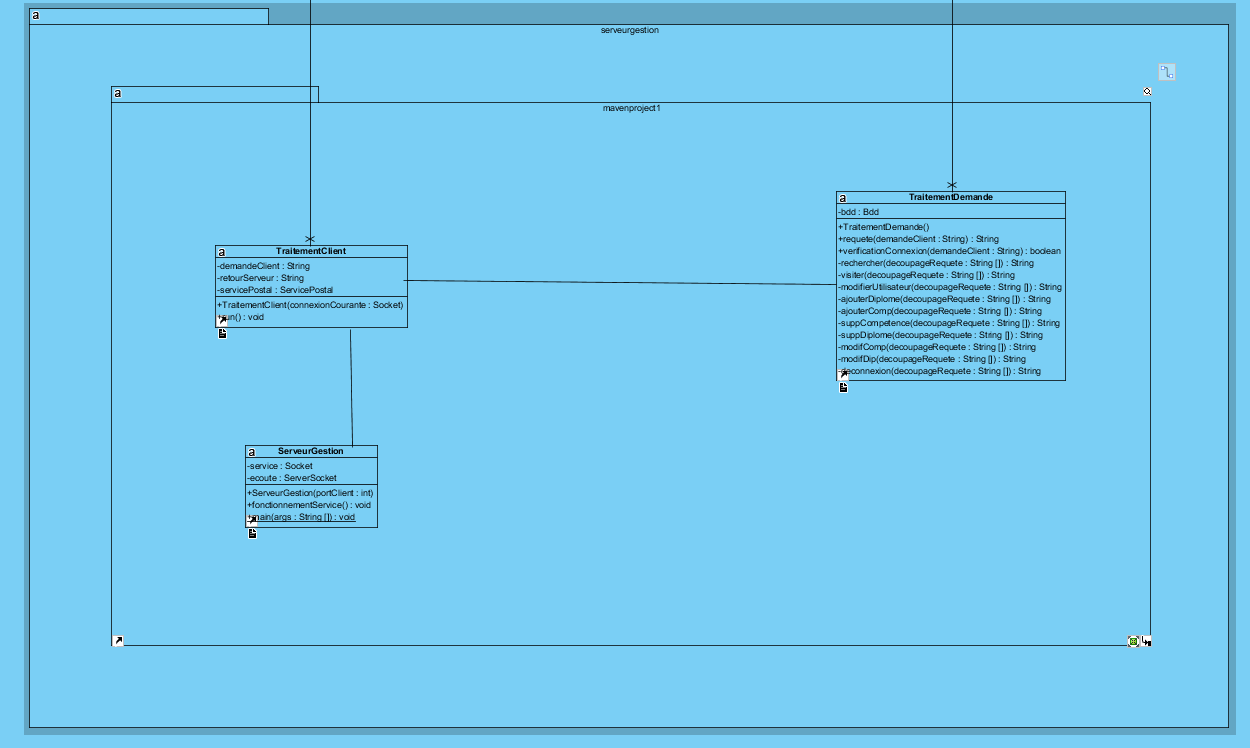 a
serveurgestion
a
mavenproject1
a
TraitementClient
-demandeClient : String
-retourServeur : String
-servicePostal : ServicePostal
+TraitementClient(connexionCourante : Socket)
+run() : void
a
TraitementDemande
-bdd : Bdd
+TraitementDemande()
+requete(demandeClient : String) : String
+verificationConnexion(demandeClient : String) : boolean
-rechercher(decoupageRequete : String []) : String
-visiter(decoupageRequete : String []) : String
-modifierUtilisateur(decoupageRequete : String []) : String
-ajouterDiplome(decoupageRequete : String []) : String
-ajouterComp(decoupageRequete : String []) : String
-suppCompetence(decoupageRequete : String []) : String
-suppDiplome(decoupageRequete : String []) : String
-modifComp(decoupageRequete : String []) : String
-modifDip(decoupageRequete : String []) : String
-deconnexion(decoupageRequete : String []) : String
a
ServeurGestion
-service : Socket
-ecoute : ServerSocket
+ServeurGestion(portClient : int)
+fonctionnementService() : void
+main(args : String []) : void